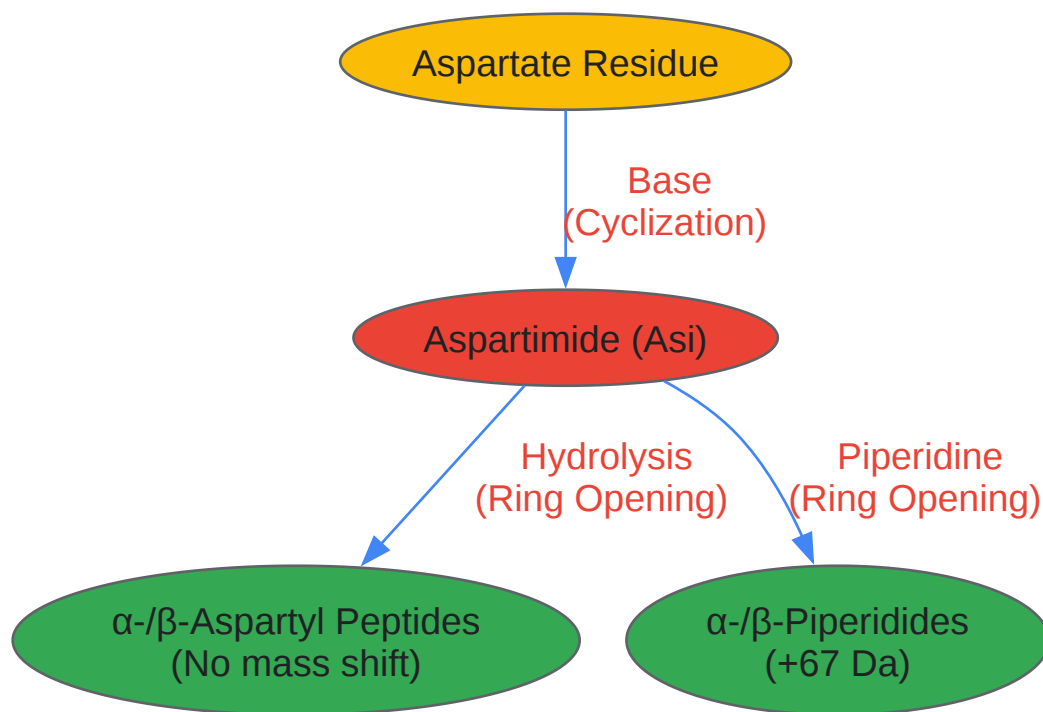 Aspartate Residue
Base
(Cyclization)
Aspartimide (Asi)
Hydrolysis
(Ring Opening)
Piperidine
(Ring Opening)
α-/β-Aspartyl Peptides
(No mass shift)
α-/β-Piperidides
(+67 Da)